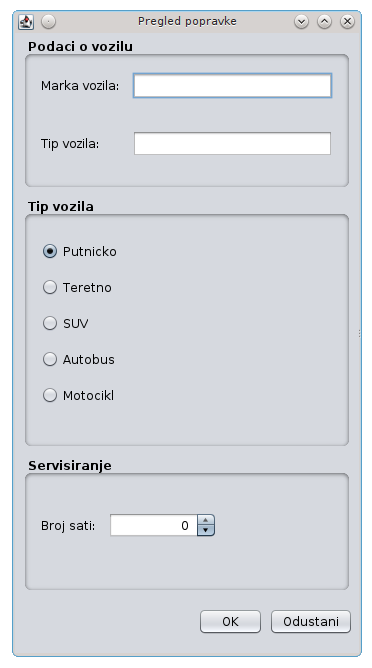 Pregled popravke
Podaci o vozilu
Marka vozila:
Tip vozila:
Tip vozila
Putnicko
Teretno
SUV
Autobus
Motocikl
Servisiranje
Broj sati: 0
OK Odustani